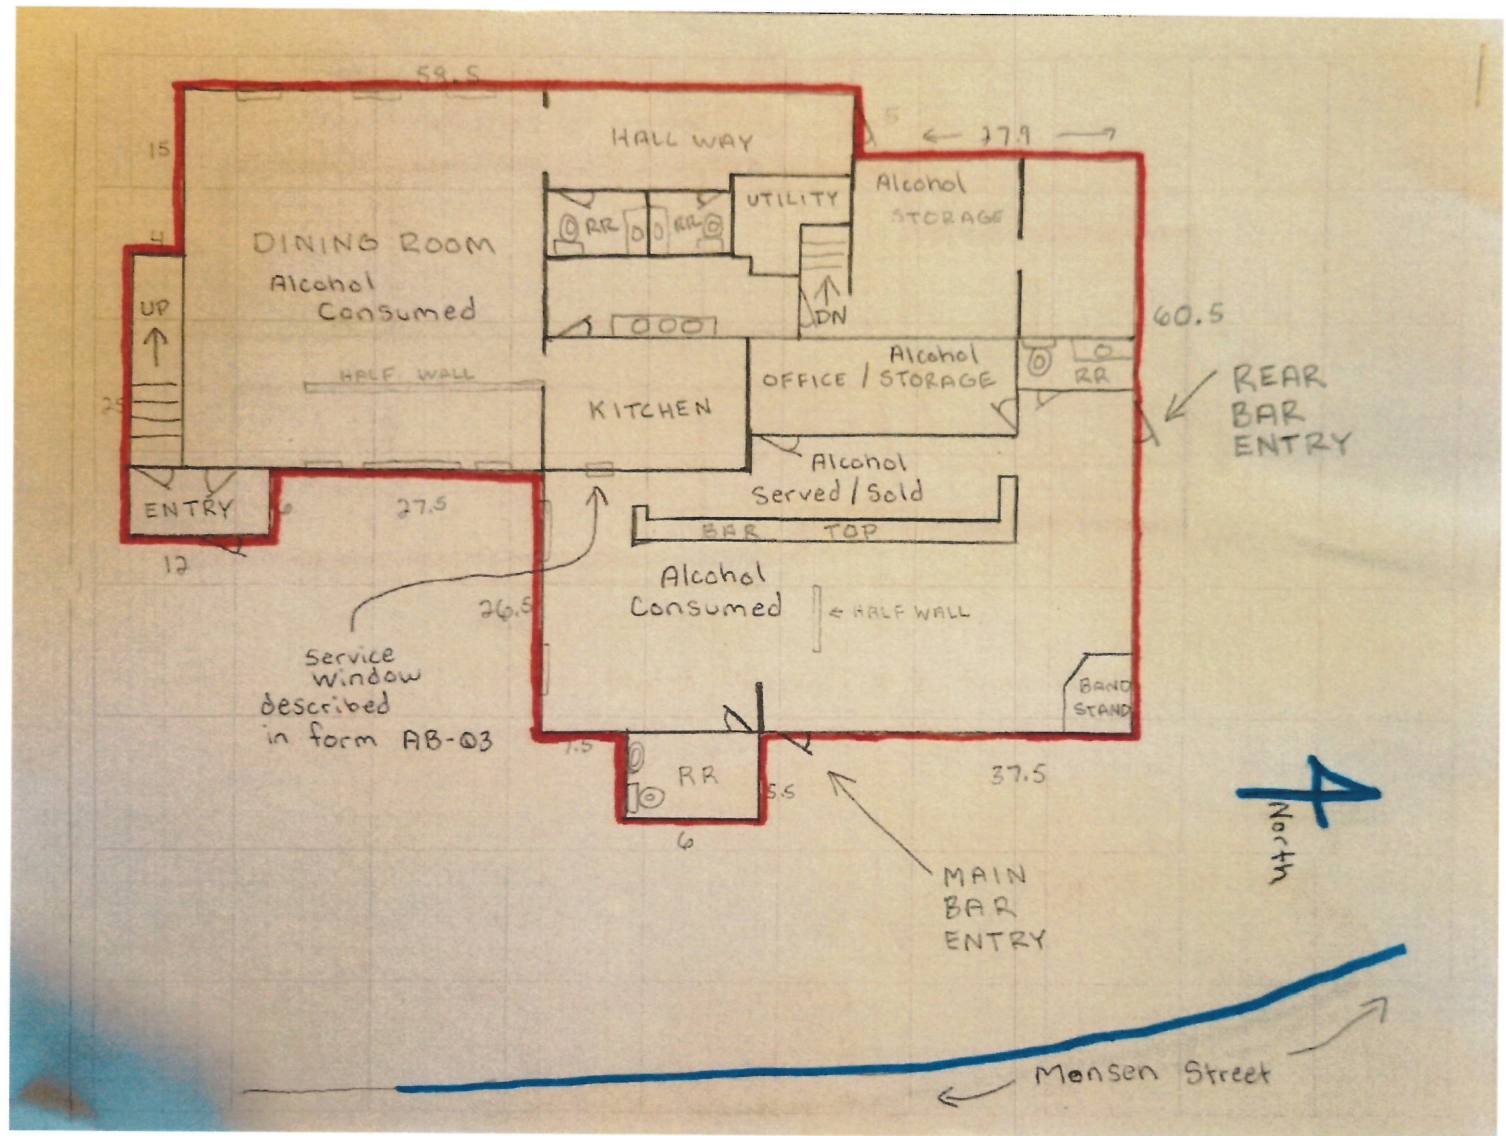 58.5
HALL WAY
5
← 27.9 →
15
Alcohol
STORAGE
UTILITY
RR
RR
4
DINING ROOM
Alcohol
Consumed
UP
DN
60.5
Alcohol
OFFICE / STORAGE
RR
HALF WALL
25
KITCHEN
REAR
BAR
ENTRY
Alcohol
Served / Sold
ENTRY
6
27.5
BAR TOP
12
Alcohol
Consumed
26.5
← HALF WALL
Service
Window
described
in form AB-03
BAND
STAND
7.5
RR
5.5
37.5
6
North
MAIN
BAR
ENTRY
Monsen Street